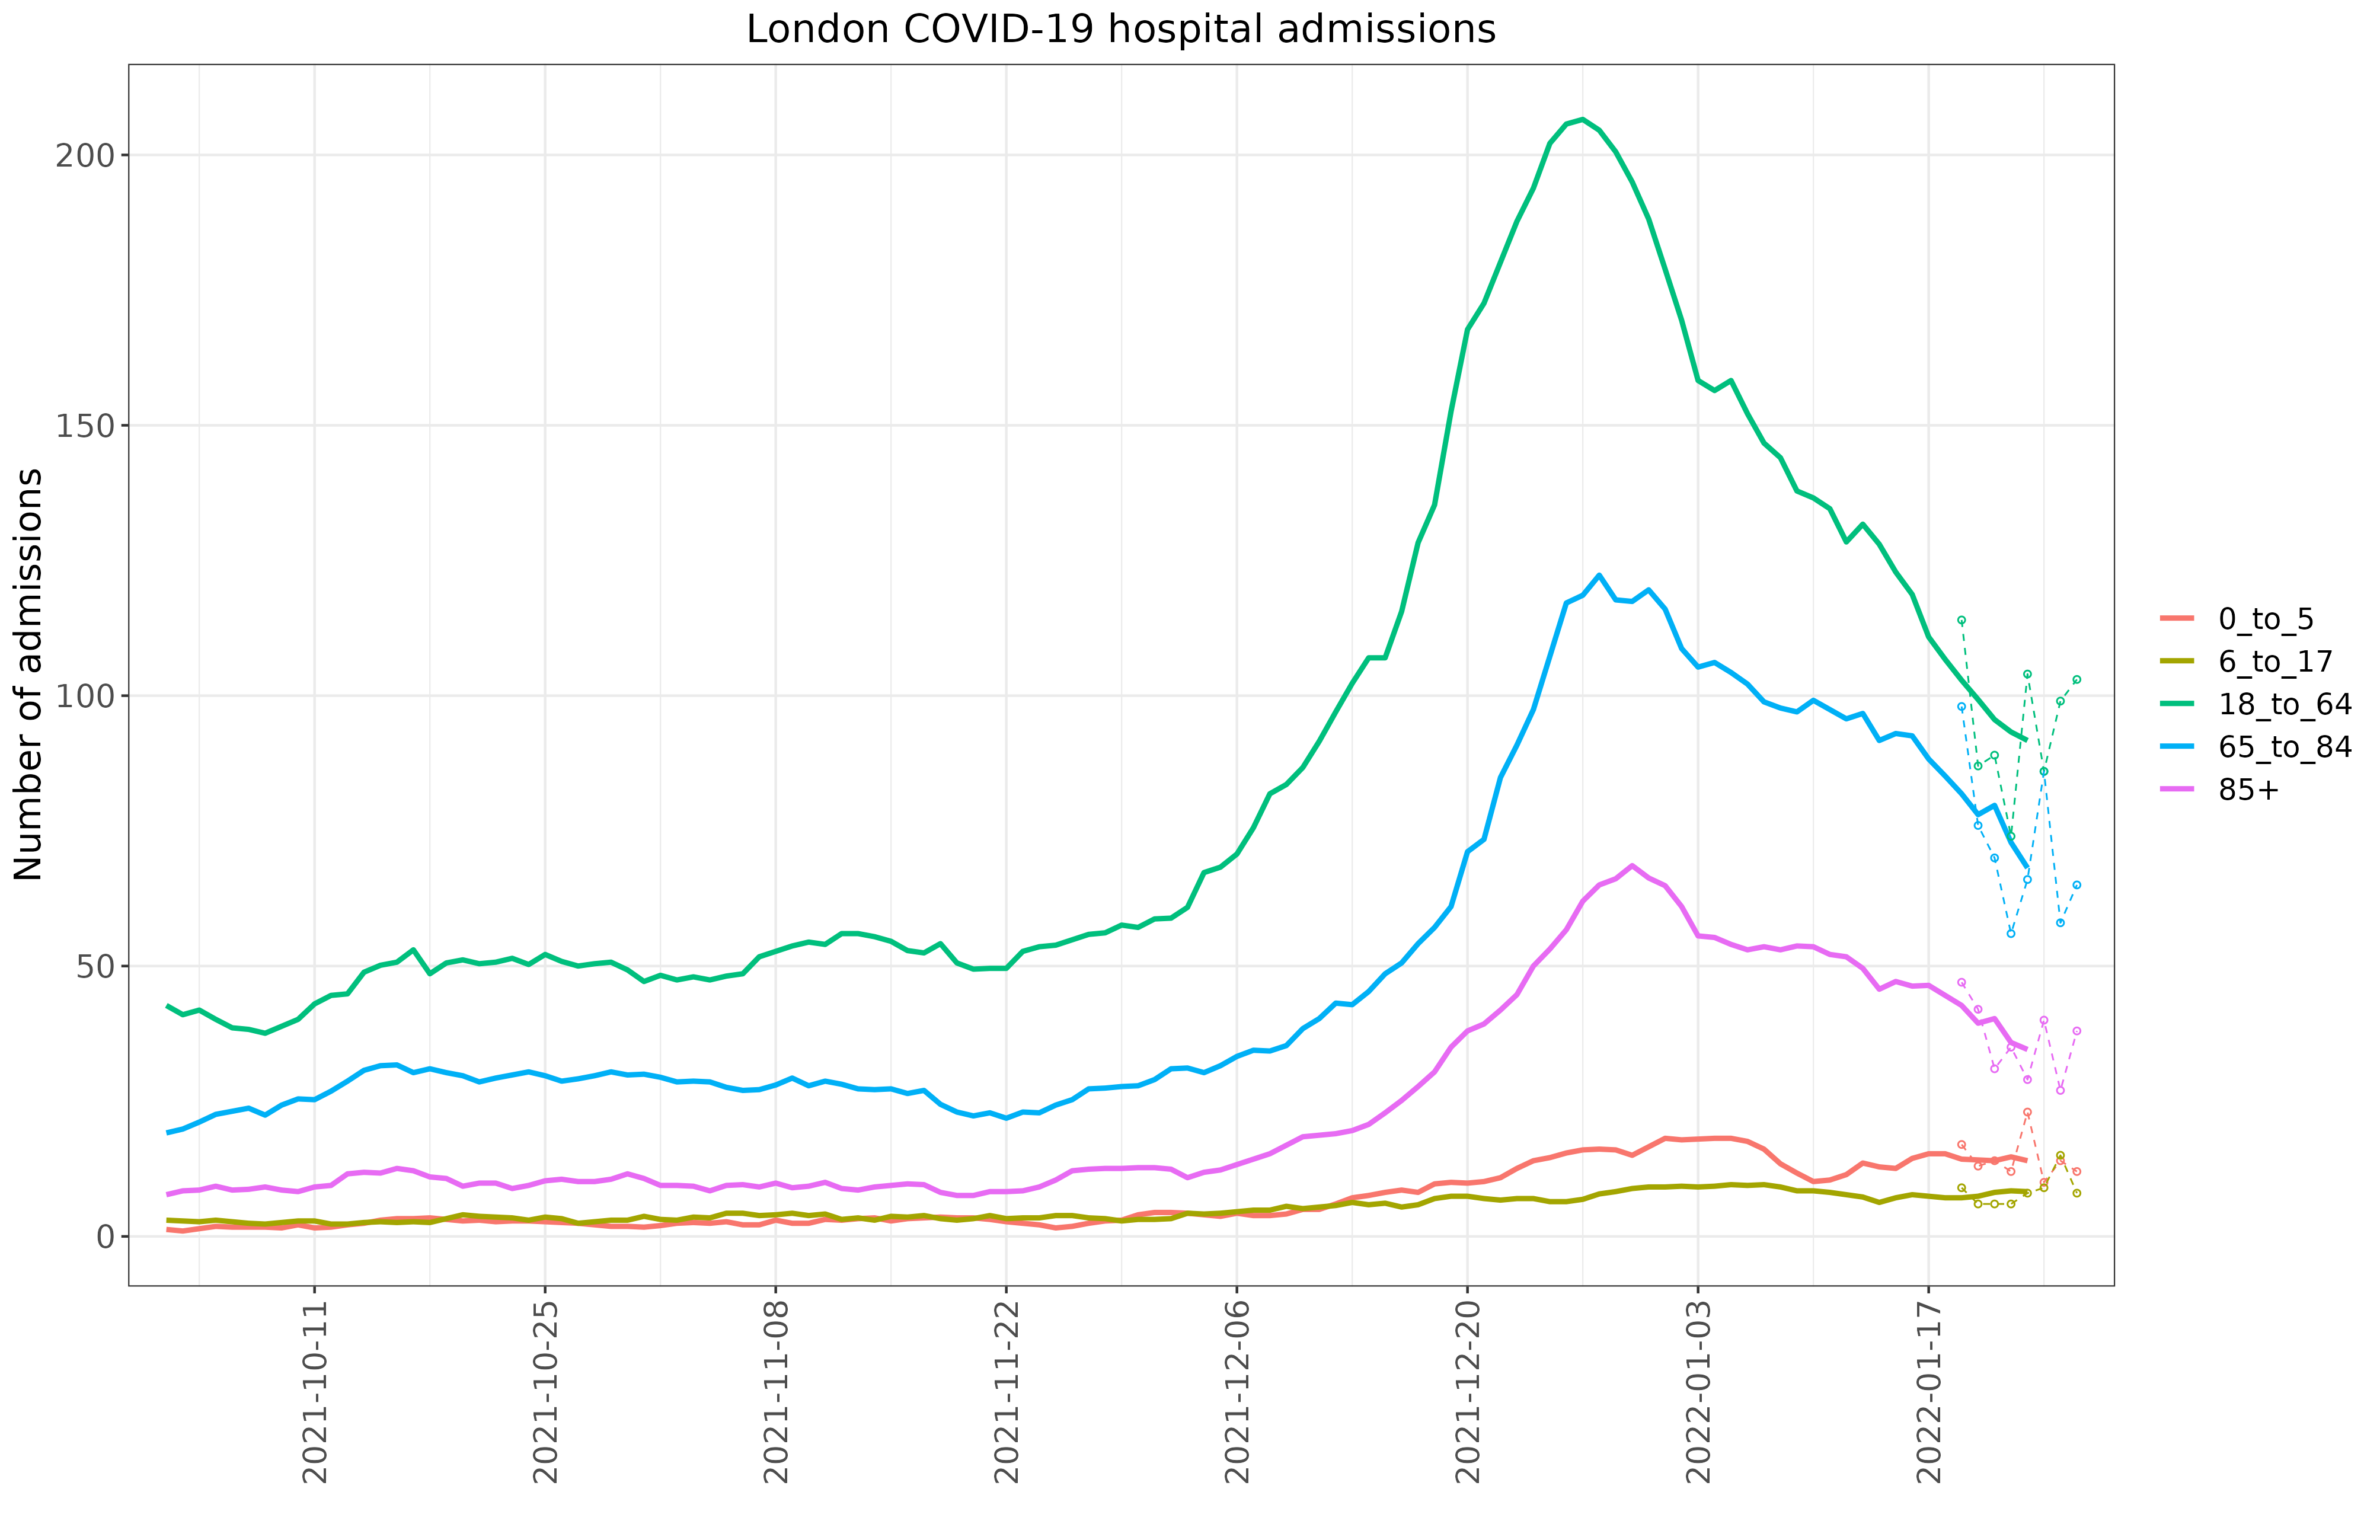 London COVID-19 hospital admissions
Number of admissions
200
150
100
50
0
2021-10-11
2021-10-25
2021-11-08
2021-11-22
2021-12-06
2021-12-20
2022-01-03
2022-01-17
0_to_5
6_to_17
18_to_64
65_to_84
85+